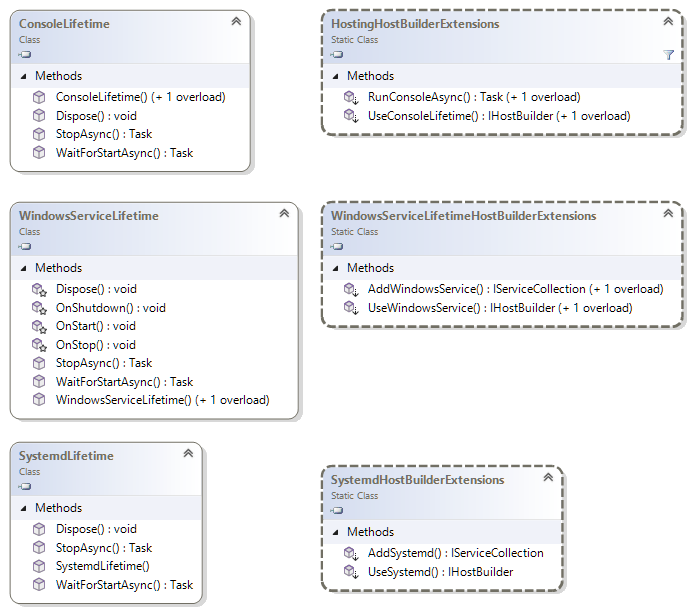 ConsoleLifetime
Class
Methods
ConsoleLifetime() (+ 1 overload)
Dispose() : void
StopAsync() : Task
WaitForStartAsync() : Task
HostingHostBuilderExtensions
Static Class
Methods
RunConsoleAsync() : Task (+ 1 overload)
UseConsoleLifetime() : IHostBuilder (+ 1 overload)
WindowsServiceLifetime
Class
Methods
Dispose() : void
OnShutdown() : void
OnStart() : void
OnStop() : void
StopAsync() : Task
WaitForStartAsync() : Task
WindowsServiceLifetime() (+ 1 overload)
WindowsServiceLifetimeHostBuilderExtensions
Static Class
Methods
AddWindowsService() : IServiceCollection (+ 1 overload)
UseWindowsService() : IHostBuilder (+ 1 overload)
SystemdLifetime
Class
Methods
Dispose() : void
StopAsync() : Task
SystemdLifetime()
WaitForStartAsync() : Task
SystemdHostBuilderExtensions
Static Class
Methods
AddSystemd() : IServiceCollection
UseSystemd() : IHostBuilder